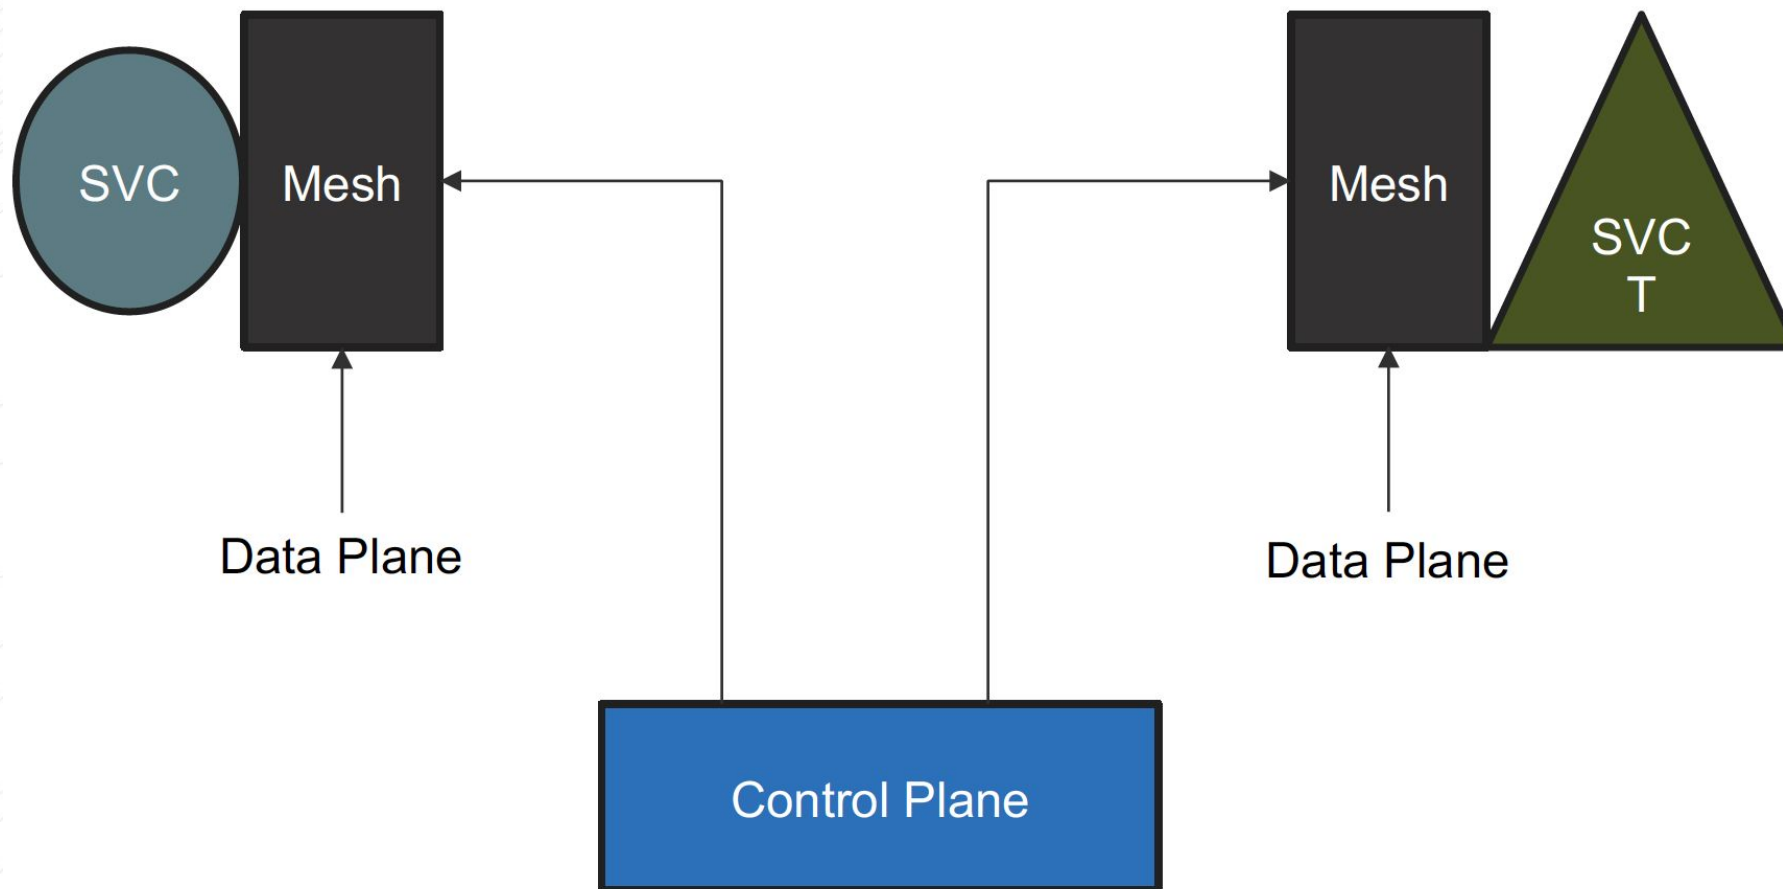 SVC
Mesh
Mesh
SVC
T
Data Plane
Data Plane
Control Plane